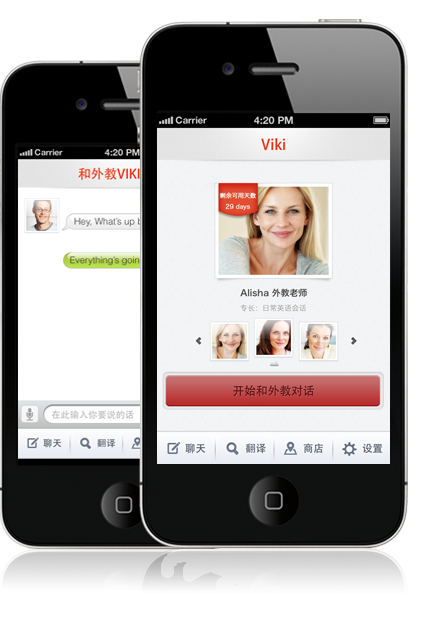 Carrier
4:20 PM
Viki
剩余可用天数
29 days
Alisha 外教老师
专长：日常英语会话
开始和外教对话
聊天
翻译
商店
设置
Carrier
4:20 PM
和外教VIKI
Hey, What's up b
Everything's goin
在此输入你要说的话
聊天
翻译